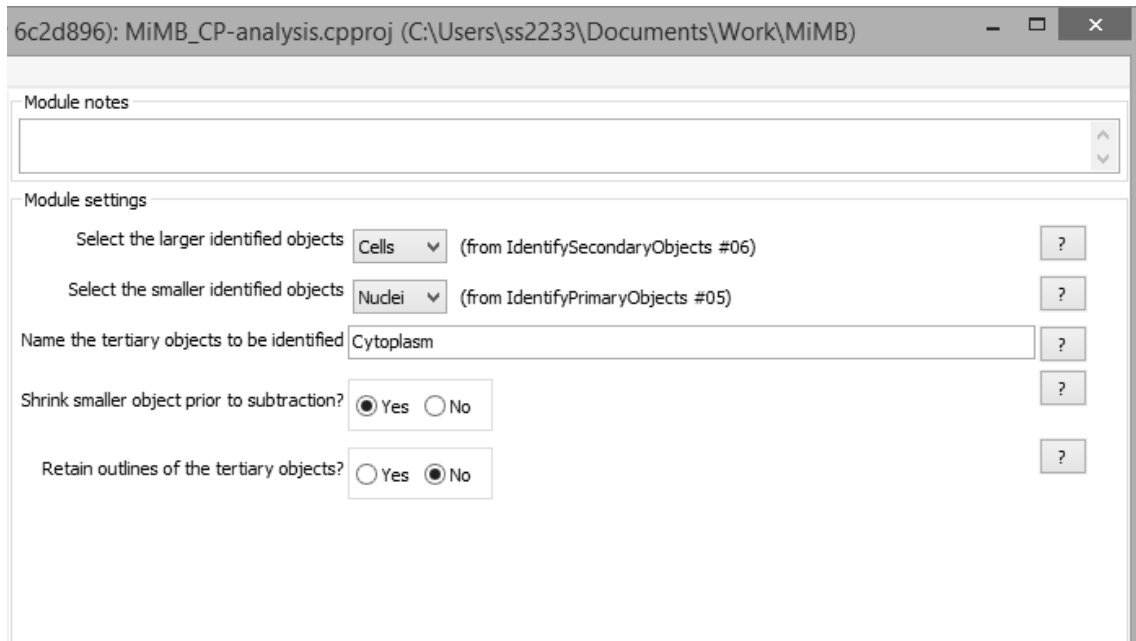 6c2d896): MiMB_CP-analysis.cpproj (C:\Users\ss2233\Documents\Work\MiMB)
Module notes
Module settings
Select the larger identified objects Cells (from IdentifySecondaryObjects #06) ?
Select the smaller identified objects Nuclei (from IdentifyPrimaryObjects #05) ?
Name the tertiary objects to be identified Cytoplasm ?
Shrink smaller object prior to subtraction? Yes No ?
Retain outlines of the tertiary objects? Yes No ?